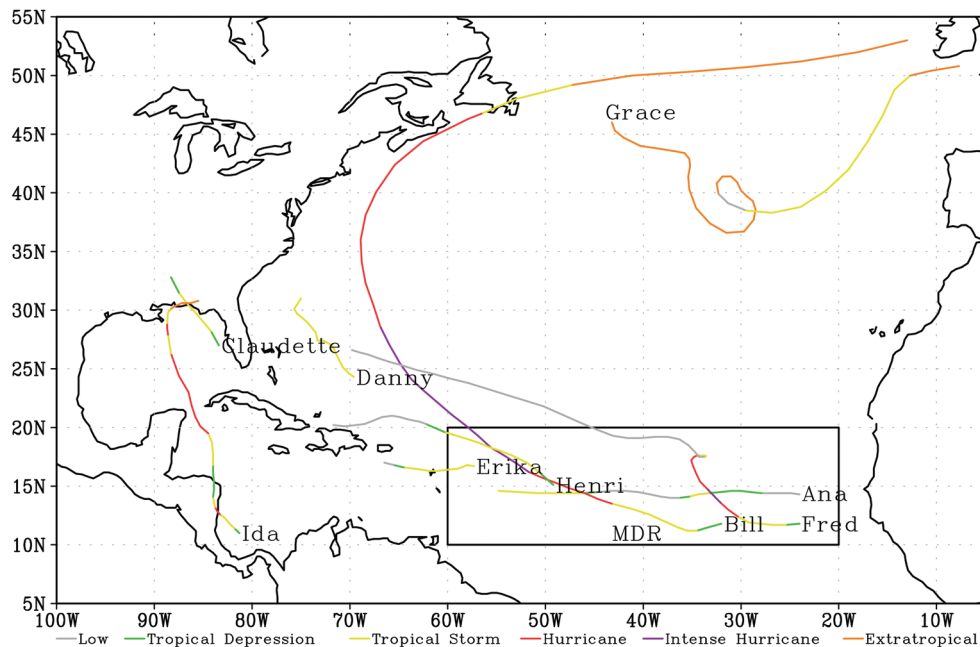 55N
50N
45N
40N
35N
30N
25N
20N
15N
10N
5N
Grace
Claudette
Danny
Erika
Henri
Ana
Ida
MDR
Bill
Fred
100W 90W 80W 70W 60W 50W 40W 30W 20W 10W
Low Tropical Depression Tropical Storm Hurricane Intense Hurricane Extratropical